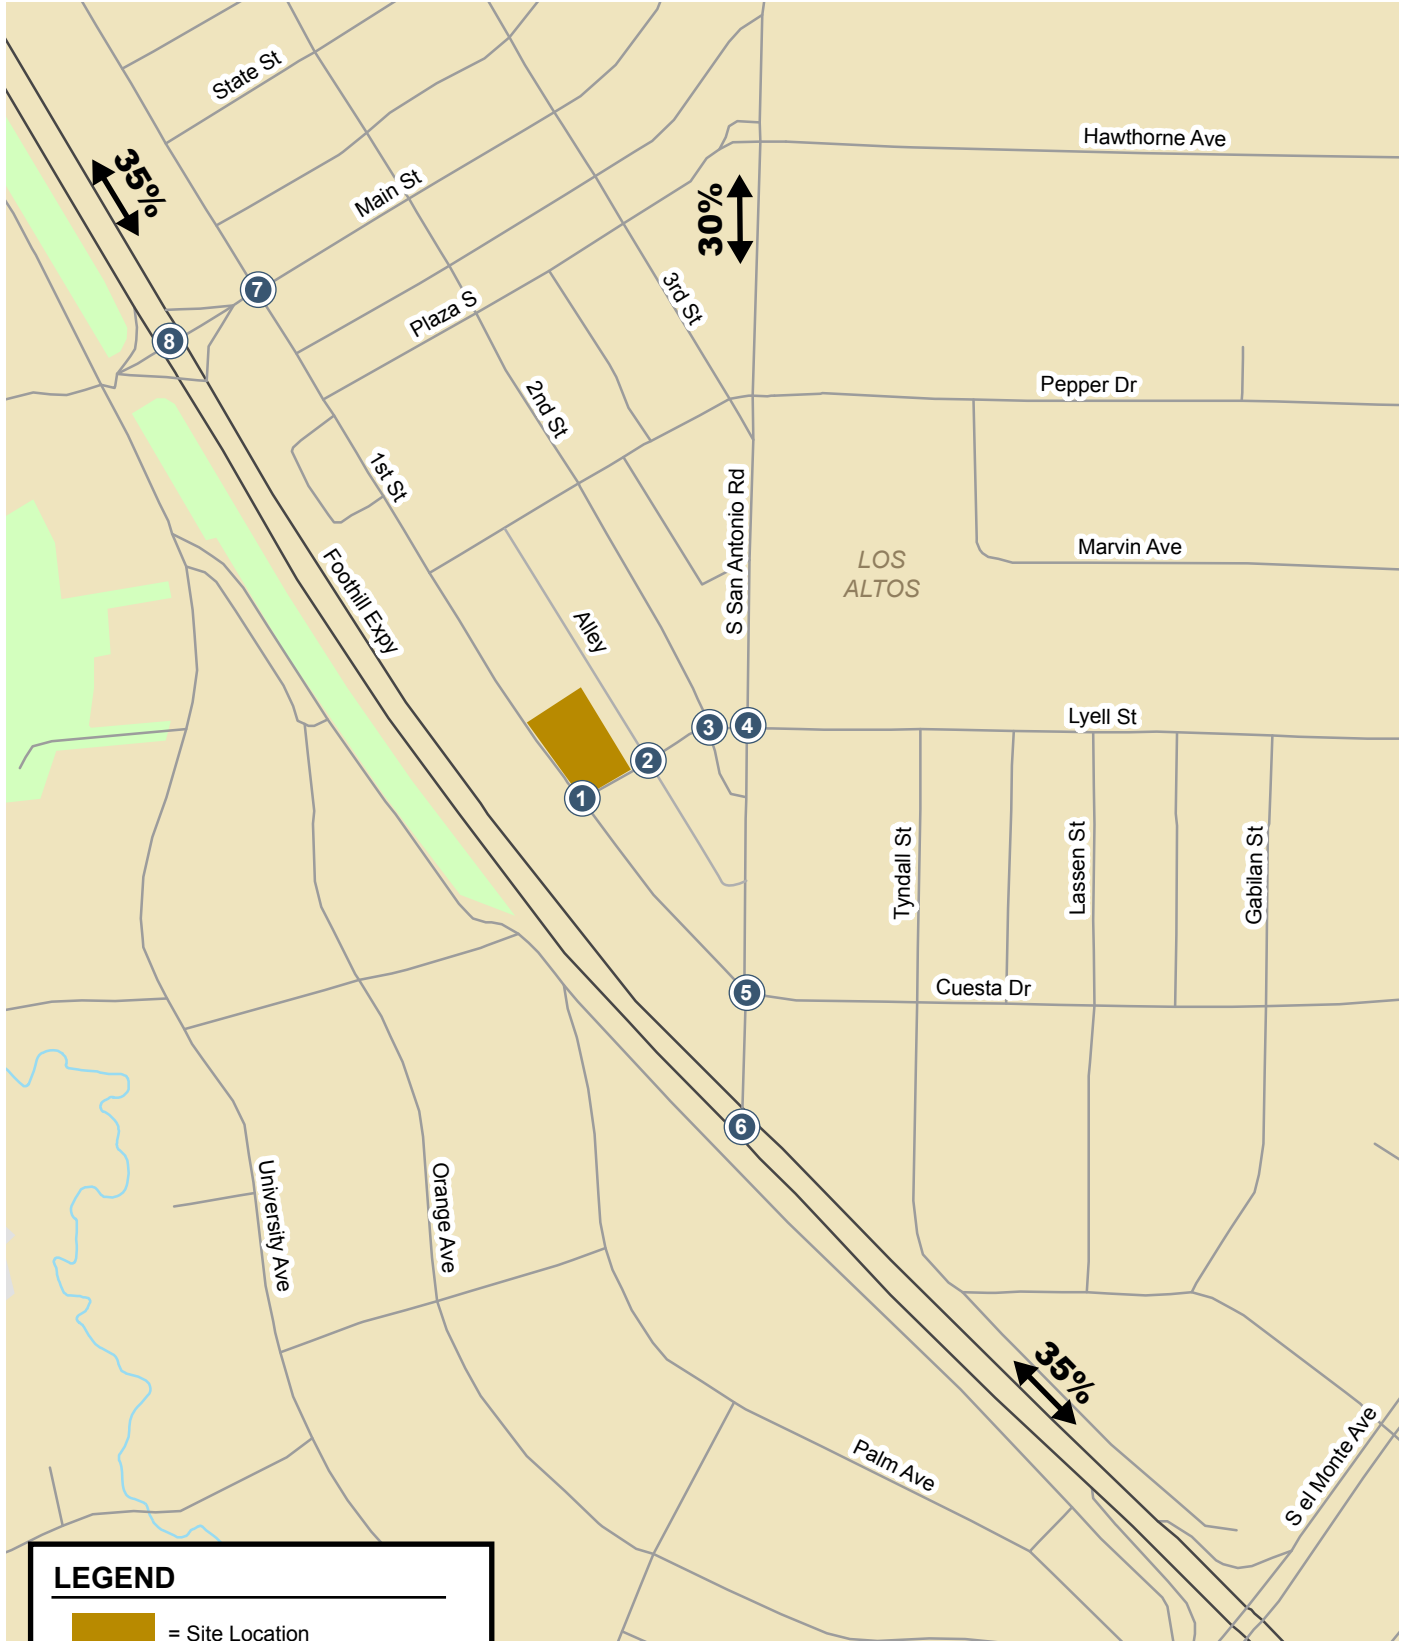 State St
Hawthorne Ave
35%
Main St
30%
7
3rd St
Plaza S
8
Pepper Dr
2nd St
1st St
S San Antonio Rd
Marvin Ave
LOS
ALTOS
Foothill Expy
Alley
Lyell St
3
4
2
1
Tyndall St
Lassen St
Gabilan St
Cuesta Dr
5
6
University Ave
Orange Ave
35%
Palm Ave
S el Monte Ave
LEGEND
= Site Location